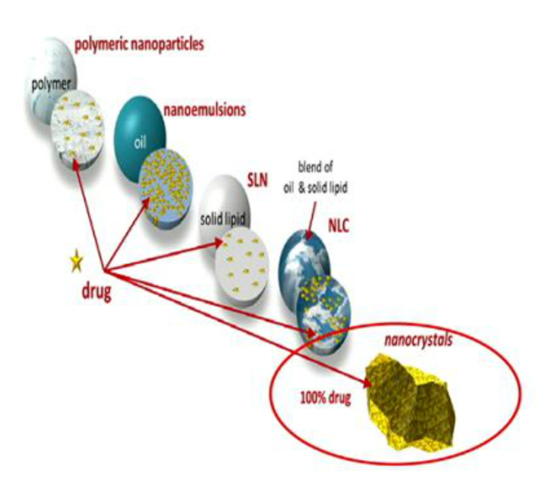 polymeric nanoparticles
polymer
nanoemulsions
oil
blend of
oil & solid lipid
SLN
solid lipid
NLC
drug
nanocrystals
100% drug